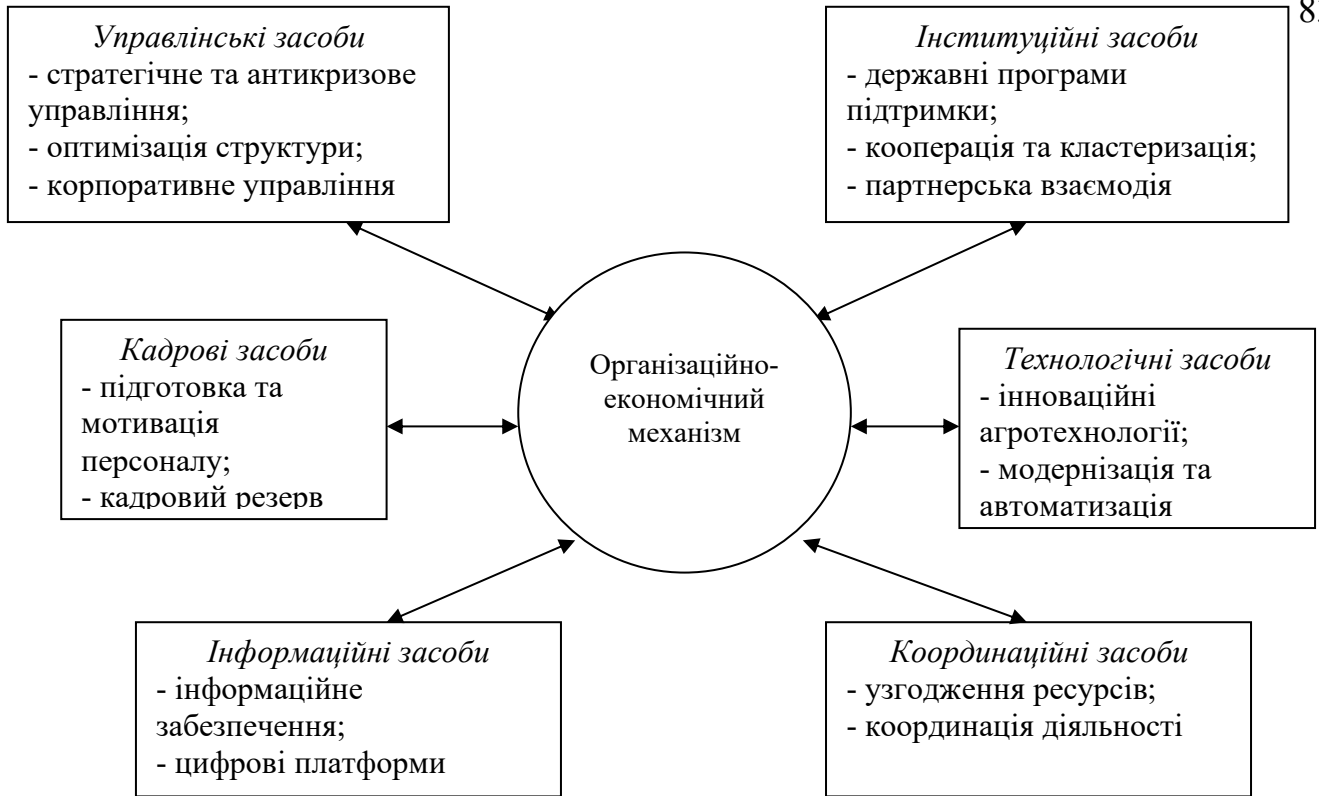 Управлінські засоби
- стратегічне та антикризове
управління;
- оптимізація структури;
- корпоративне управління
Інституційні засоби
- державні програми
підтримки;
- кооперація та кластеризація;
- партнерська взаємодія
Кадрові засоби
- підготовка та
мотивація
персоналу;
- кадровий резерв
Організаційно-
економічний
механізм
Технологічні засоби
- інноваційні
агротехнології;
- модернізація та
автоматизація
Інформаційні засоби
- інформаційне
забезпечення;
- цифрові платформи
Координаційні засоби
- узгодження ресурсів;
- координація діяльності